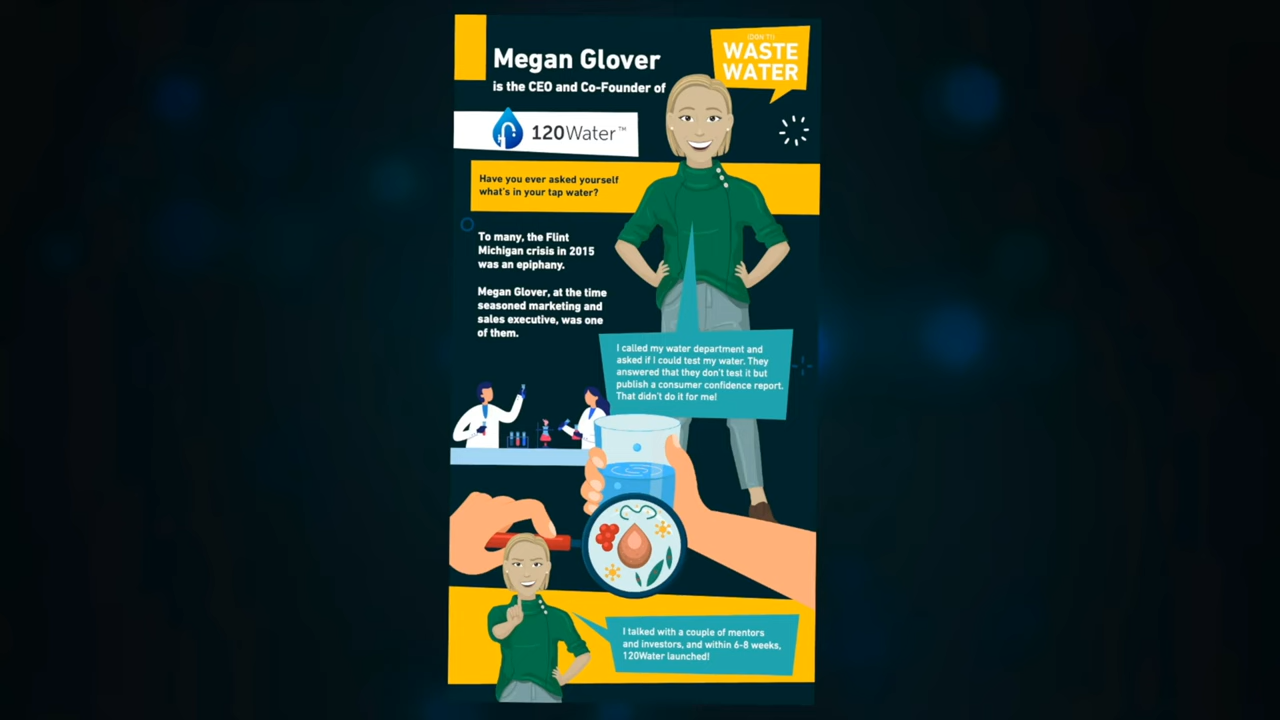 Megan Glover
is the CEO and Co-Founder of
(DON'T)
WASTE
WATER
120Water™
Have you ever asked yourself
what's in your tap water?
To many, the Flint
Michigan crisis in 2015
was an epiphany.
Megan Glover, at the time
seasoned marketing and
sales executive, was one
of them.
I called my water department and
asked if I could test my water. They
answered that they don't test it but
publish a consumer confidence report.
That didn't do it for me!
I talked with a couple of mentors
and investors, and within 6-8 weeks,
120Water launched!